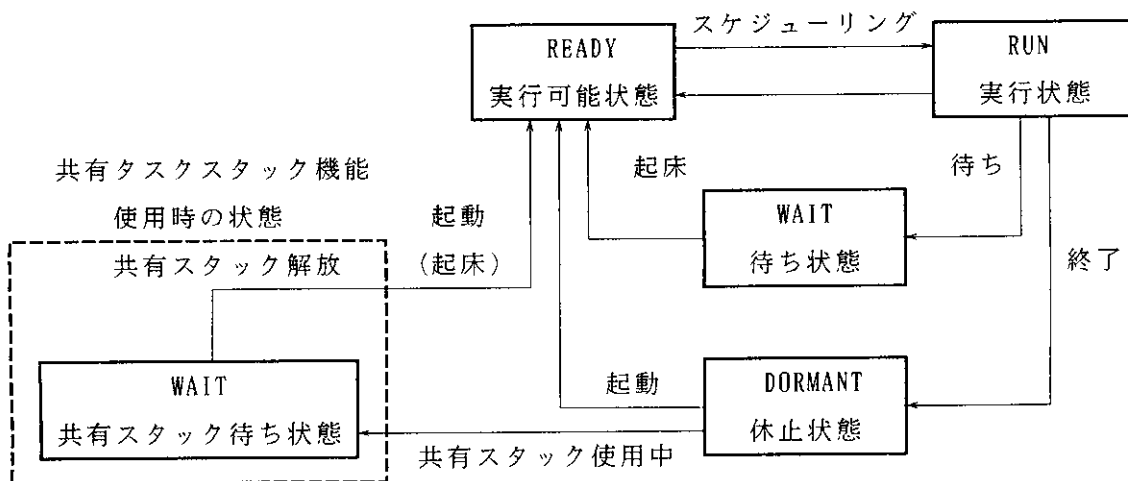 スケジューリング
READY
実行可能状態
RUN
実行状態
共有タスクスタック機能
使用時の状態
起床
待ち
共有スタック解放
起動
(起床)
WAIT
待ち状態
終了
WAIT
共有スタック待ち状態
起動
DORMANT
休止状態
共有スタック使用中